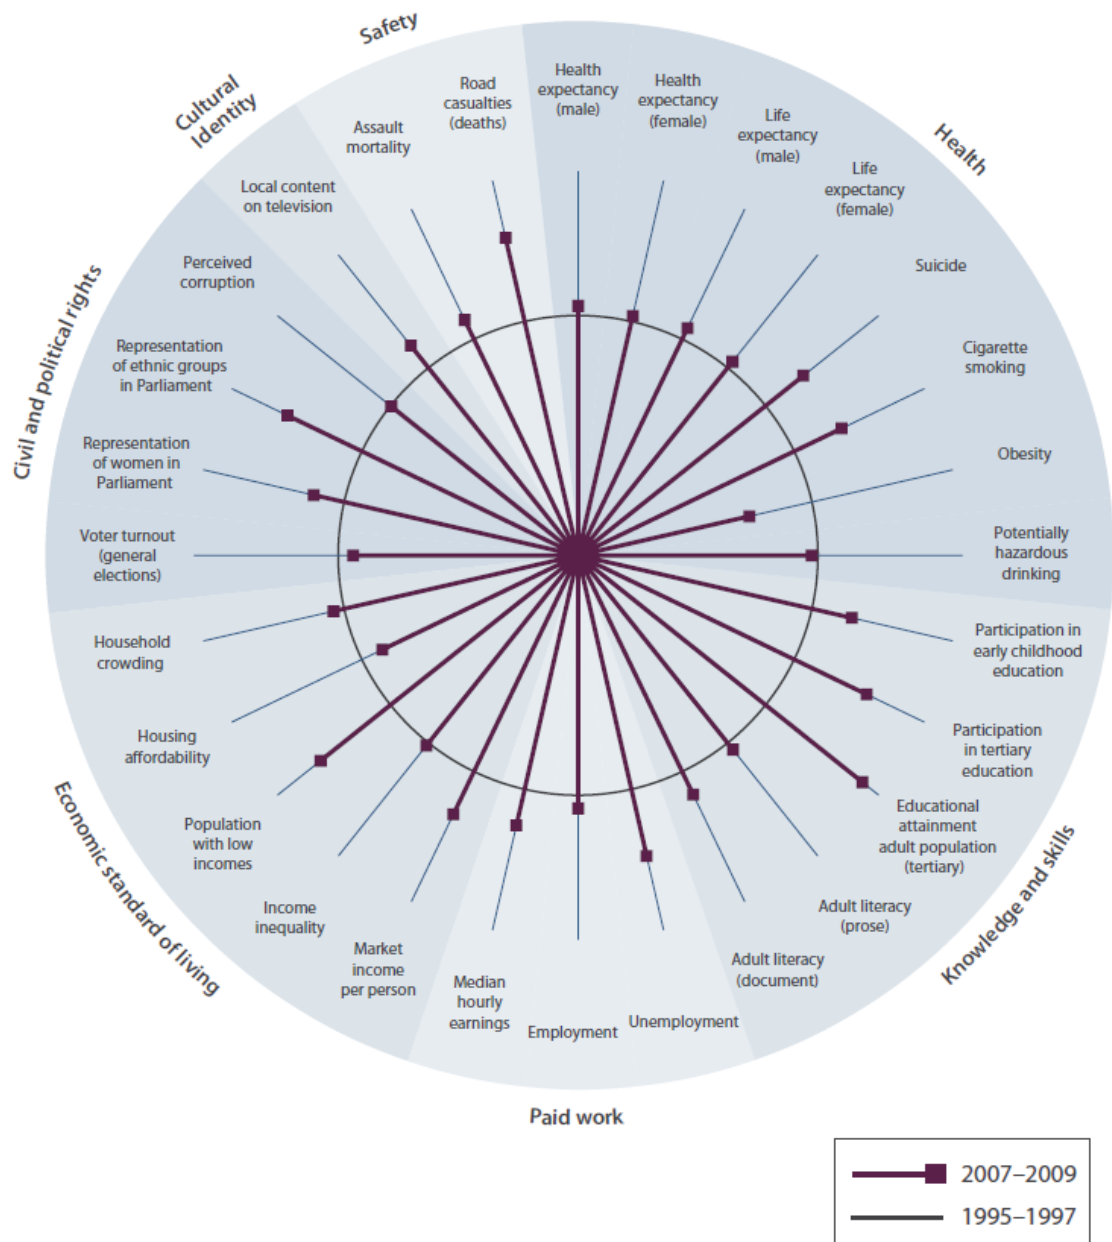 Safety
Cultural
Identity
Health
Civil and political rights
Economic standard of living
Knowledge and skills
Paid work
Health
expectancy
(male)
Health
expectancy
(female)
Life
expectancy
(male)
Life
expectancy
(female)
Suicide
Cigarette
smoking
Obesity
Potentially
hazardous
drinking
Participation in
early childhood
education
Participation
in tertiary
education
Educational
attainment
adult population
(tertiary)
Adult literacy
(prose)
Adult literacy
(document)
Unemployment
Employment
Median
hourly
earnings
Market
income
per person
Income
inequality
Population
with low
incomes
Housing
affordability
Household
crowding
Voter turnout
(general
elections)
Representation
of women in
Parliament
Representation
of ethnic groups
in Parliament
Perceived
corruption
Local content
on television
Assault
mortality
Road
casualties
(deaths)
2007–2009
1995–1997